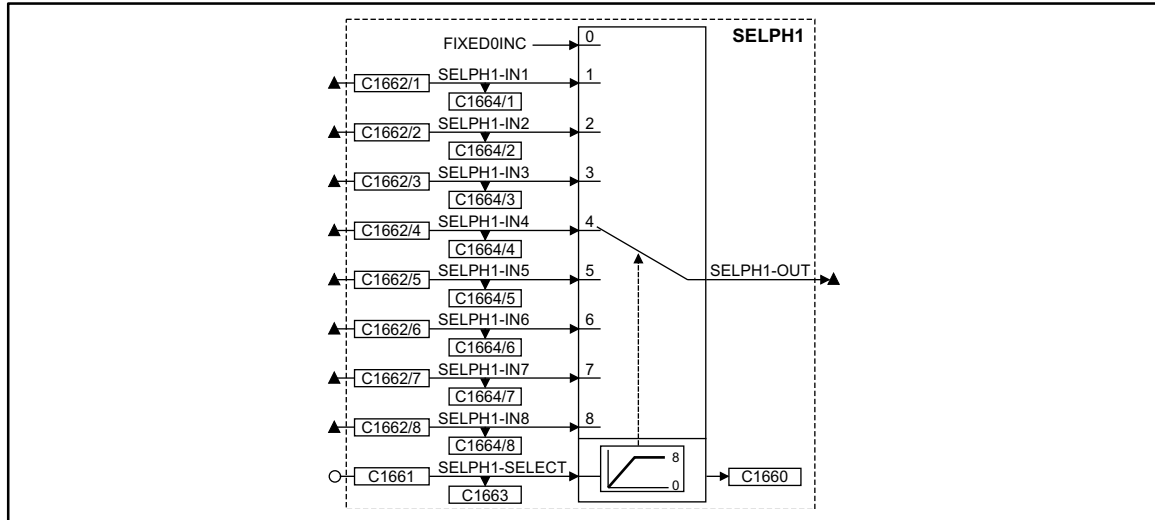 SELPH1
FIXED0INC 0
C1662/1 SELPH1-IN1 1
C1664/1
C1662/2 SELPH1-IN2 2
C1664/2
C1662/3 SELPH1-IN3 3
C1664/3
C1662/4 SELPH1-IN4 4
C1664/4
C1662/5 SELPH1-IN5 5 SELPH1-OUT
C1664/5
C1662/6 SELPH1-IN6 6
C1664/6
C1662/7 SELPH1-IN7 7
C1664/7
C1662/8 SELPH1-IN8 8
C1664/8
8
C1661 SELPH1-SELECT C1660
0
C1663